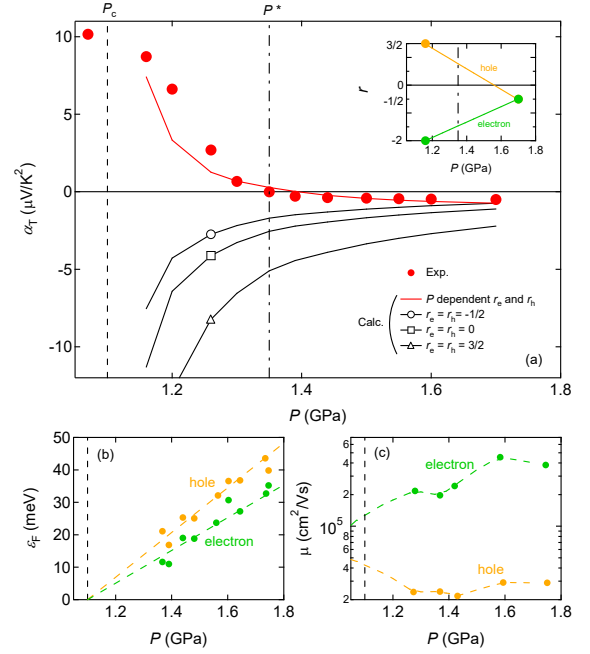 P_c P*
10
5
0
-5
-10
α_T (μV/K²)
1.2 1.4 1.6 1.8
P (GPa)
3/2
0
-1/2
-2
r
hole
electron
1.2 1.4 1.6 1.8
P (GPa)
Exp.
Calc.
P dependent r_e and r_h
r_e = r_h= -1/2
r_e = r_h = 0
r_e = r_h = 3/2
(a)
(b)
50
40
30
20
10
0
ε_F (meV)
hole
electron
1.2 1.4 1.6 1.8
P (GPa)
(c)
6
4
2
10⁵
8
6
4
2
μ (cm²/Vs)
electron
hole
1.2 1.4 1.6 1.8
P (GPa)